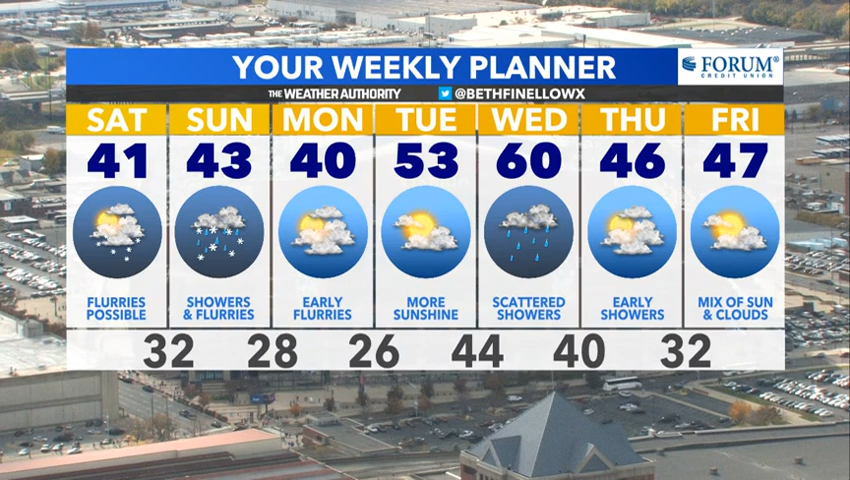 YOUR WEEKLY PLANNER
FORUM®
CREDIT UNION
THE WEATHER AUTHORITY @BETHFINELLOWX
SAT SUN MON TUE WED THU FRI
41 43 40 53 60 46 47
FLURRIES POSSIBLE
SHOWERS & FLURRIES
EARLY FLURRIES
MORE SUNSHINE
SCATTERED SHOWERS
EARLY SHOWERS
MIX OF SUN & CLOUDS
32 28 26 44 40 32